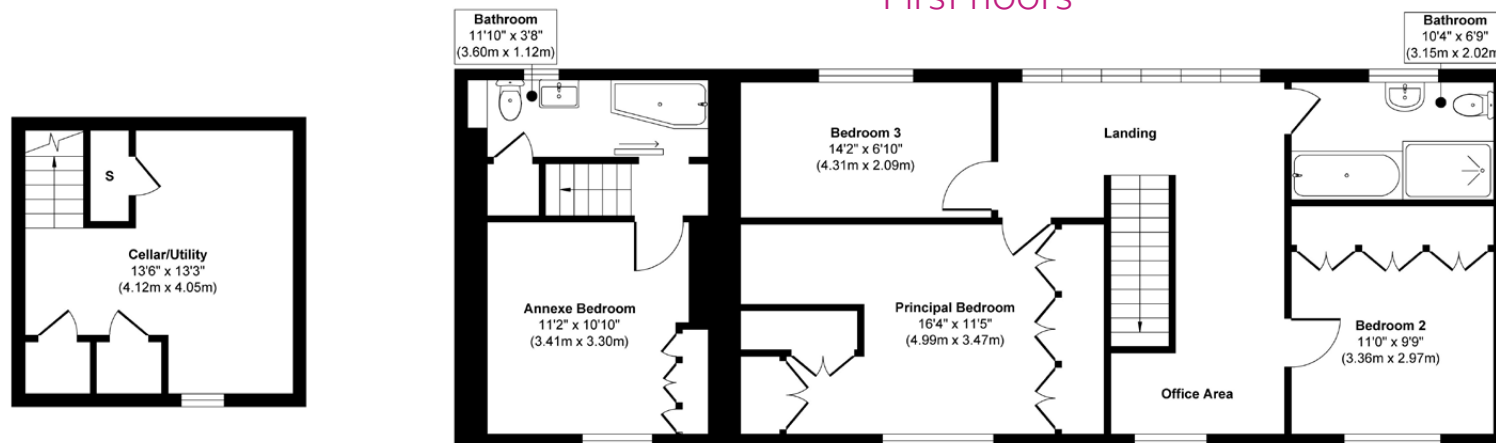 First floors
Bathroom
11'10" x 3'8"
(3.60m x 1.12m)
Bathroom
10'4" x 6'9"
(3.15m x 2.02m
S
Cellar/Utility
13'6" x 13'3"
(4.12m x 4.05m)
Bedroom 3
14'2" x 6'10"
(4.31m x 2.09m)
Landing
Annexe Bedroom
11'2" x 10'10"
(3.41m x 3.30m)
Principal Bedroom
16'4" x 11'5"
(4.99m x 3.47m)
Bedroom 2
11'0" x 9'9"
(3.36m x 2.97m)
Office Area